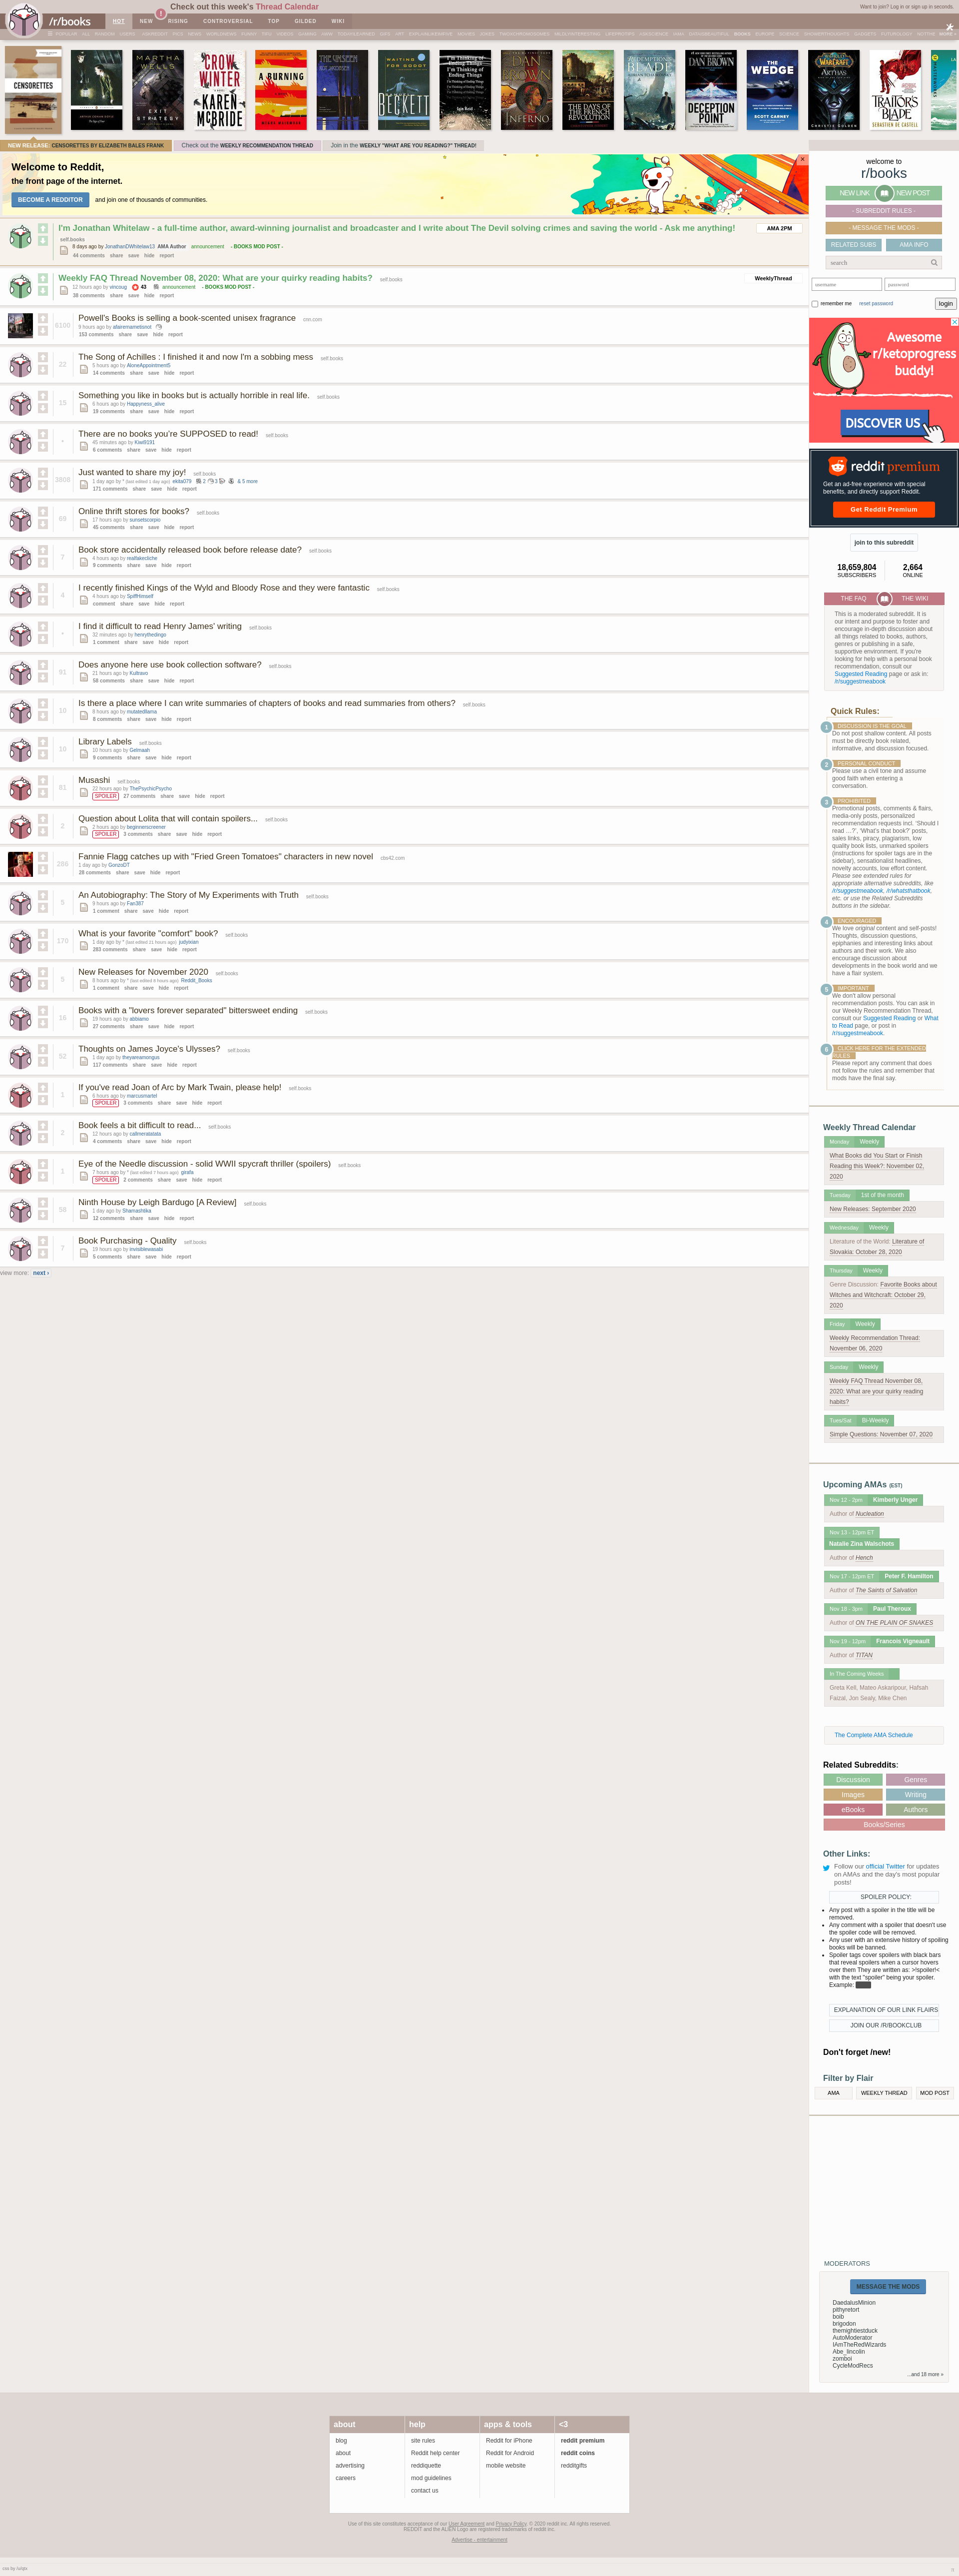 Check out this week's Thread Calendar
Want to join? Log in or sign up in seconds.
/r/books
HOT NEW RISING CONTROVERSIAL TOP GILDED WIKI
NEW RELEASE: CENSORETTES BY ELIZABETH BALES FRANK
Check out the WEEKLY RECOMMENDATION THREAD
Join in the WEEKLY "WHAT ARE YOU READING?" THREAD!
Welcome to Reddit,
the front page of the internet.
BECOME A REDDITOR and join one of thousands of communities.
I'm Jonathan Whitelaw - a full-time author, award-winning journalist and broadcaster and I write about The Devil solving crimes and saving the world - Ask me anything!
self.books
AMA 2PM
8 days ago by JonathanDWhitelaw13 AMA Author announcement - BOOKS MOD POST -
44 comments share save hide report
Weekly FAQ Thread November 08, 2020: What are your quirky reading habits? self.books
WeeklyThread
12 hours ago by vincoug 43 announcement - BOOKS MOD POST -
38 comments share save hide report
6100
Powell's Books is selling a book-scented unisex fragrance cnn.com
9 hours ago by afairernametisnot
153 comments share save hide report
22
The Song of Achilles : I finished it and now I'm a sobbing mess self.books
5 hours ago by AloneAppointment5
14 comments share save hide report
15
Something you like in books but is actually horrible in real life. self.books
6 hours ago by Happyness_alive
19 comments share save hide report
•
There are no books you're SUPPOSED to read! self.books
45 minutes ago by Kiwi9191
6 comments share save hide report
3808
Just wanted to share my joy! self.books
1 day ago by * (last edited 1 day ago) ekita079 2 3 & 5 more
171 comments share save hide report
69
Online thrift stores for books? self.books
17 hours ago by sunsetscorpio
45 comments share save hide report
7
Book store accidentally released book before release date? self.books
4 hours ago by realfakecliche
9 comments share save hide report
4
I recently finished Kings of the Wyld and Bloody Rose and they were fantastic self.books
4 hours ago by SpiffHimself
comment share save hide report
•
I find it difficult to read Henry James' writing self.books
32 minutes ago by henrythedingo
1 comment share save hide report
91
Does anyone here use book collection software? self.books
21 hours ago by Kultravo
58 comments share save hide report
10
Is there a place where I can write summaries of chapters of books and read summaries from others? self.books
8 hours ago by mutatedllama
8 comments share save hide report
10
Library Labels self.books
10 hours ago by Gelmaah
9 comments share save hide report
81
Musashi self.books
22 hours ago by ThePsychicPsycho
SPOILER 27 comments share save hide report
2
Question about Lolita that will contain spoilers... self.books
2 hours ago by beginnerscreener
SPOILER 3 comments share save hide report
286
Fannie Flagg catches up with "Fried Green Tomatoes" characters in new novel cbs42.com
1 day ago by GonzoDT
28 comments share save hide report
5
An Autobiography: The Story of My Experiments with Truth self.books
9 hours ago by Fan387
1 comment share save hide report
170
What is your favorite "comfort" book? self.books
1 day ago by * (last edited 21 hours ago) judyixian
283 comments share save hide report
5
New Releases for November 2020 self.books
8 hours ago by * (last edited 8 hours ago) Reddit_Books
1 comment share save hide report
16
Books with a "lovers forever separated" bittersweet ending self.books
19 hours ago by abbiamo
27 comments share save hide report
52
Thoughts on James Joyce's Ulysses? self.books
1 day ago by theyareamongus
117 comments share save hide report
1
If you've read Joan of Arc by Mark Twain, please help! self.books
6 hours ago by marcusmartel
SPOILER 3 comments share save hide report
2
Book feels a bit difficult to read... self.books
12 hours ago by callmeratatata
4 comments share save hide report
1
Eye of the Needle discussion - solid WWII spycraft thriller (spoilers) self.books
7 hours ago by * (last edited 7 hours ago) girafa
SPOILER 2 comments share save hide report
58
Ninth House by Leigh Bardugo [A Review] self.books
1 day ago by Shamashtika
12 comments share save hide report
7
Book Purchasing - Quality self.books
19 hours ago by invisiblewasabi
5 comments share save hide report
view more: next ›
welcome to
r/books
NEW LINK NEW POST
- SUBREDDIT RULES -
- MESSAGE THE MODS -
RELATED SUBS AMA INFO
search
username password
remember me reset password login
Awesome
r/ketoprogress
buddy!
DISCOVER US
reddit premium
Get an ad-free experience with special
benefits, and directly support Reddit.
Get Reddit Premium
join to this subreddit
18,659,804 2,664
SUBSCRIBERS ONLINE
THE FAQ THE WIKI
This is a moderated subreddit. It is
our intent and purpose to foster and
encourage in-depth discussion about
all things related to books, authors,
genres or publishing in a safe,
supportive environment. If you're
looking for help with a personal book
recommendation, consult our
Suggested Reading page or ask in:
/r/suggestmeabook
Quick Rules:
1 DISCUSSION IS THE GOAL
Do not post shallow content. All posts
must be directly book related,
informative, and discussion focused.
2 PERSONAL CONDUCT
Please use a civil tone and assume
good faith when entering a
conversation.
3 PROHIBITED
Promotional posts, comments & flairs,
media-only posts, personalized
recommendation requests incl. 'Should I
read …?', 'What's that book?' posts,
sales links, piracy, plagiarism, low
quality book lists, unmarked spoilers
(instructions for spoiler tags are in the
sidebar), sensationalist headlines,
novelty accounts, low effort content.
Please see extended rules for
appropriate alternative subreddits, like
/r/suggestmeabook, /r/whatsthatbook,
etc. or use the Related Subreddits
buttons in the sidebar.
4 ENCOURAGED
We love original content and self-posts!
Thoughts, discussion questions,
epiphanies and interesting links about
authors and their work. We also
encourage discussion about
developments in the book world and we
have a flair system.
5 IMPORTANT
We don't allow personal
recommendation posts. You can ask in
our Weekly Recommendation Thread,
consult our Suggested Reading or What
to Read page, or post in
/r/suggestmeabook.
6 CLICK HERE FOR THE EXTENDED
RULES
Please report any comment that does
not follow the rules and remember that
mods have the final say.
Weekly Thread Calendar
Monday Weekly
What Books did You Start or Finish
Reading this Week?: November 02,
2020
Tuesday 1st of the month
New Releases: September 2020
Wednesday Weekly
Literature of the World: Literature of
Slovakia: October 28, 2020
Thursday Weekly
Genre Discussion: Favorite Books about
Witches and Witchcraft: October 29,
2020
Friday Weekly
Weekly Recommendation Thread:
November 06, 2020
Sunday Weekly
Weekly FAQ Thread November 08,
2020: What are your quirky reading
habits?
Tues/Sat Bi-Weekly
Simple Questions: November 07, 2020
Upcoming AMAs (EST)
Nov 12 - 2pm Kimberly Unger
Author of Nucleation
Nov 13 - 12pm ET
Natalie Zina Walschots
Author of Hench
Nov 17 - 12pm ET Peter F. Hamilton
Author of The Saints of Salvation
Nov 18 - 3pm Paul Theroux
Author of ON THE PLAIN OF SNAKES
Nov 19 - 12pm Francois Vigneault
Author of TITAN
In The Coming Weeks
Greta Kell, Mateo Askaripour, Hafsah
Faizal, Jon Sealy, Mike Chen
The Complete AMA Schedule
Related Subreddits:
Discussion Genres
Images Writing
eBooks Authors
Books/Series
Other Links:
Follow our official Twitter for updates
on AMAs and the day's most popular
posts!
SPOILER POLICY:
Any post with a spoiler in the title will be
removed.
Any comment with a spoiler that doesn't use
the spoiler code will be removed.
Any user with an extensive history of spoiling
books will be banned.
Spoiler tags cover spoilers with black bars
that reveal spoilers when a cursor hovers
over them They are written as: >!spoiler!<
with the text "spoiler" being your spoiler.
Example:
EXPLANATION OF OUR LINK FLAIRS
JOIN OUR /R/BOOKCLUB
Don't forget /new!
Filter by Flair
AMA WEEKLY THREAD MOD POST
MODERATORS
MESSAGE THE MODS
DaedalusMinion
pithyretort
boib
brigodon
thenightiestduck
AutoModerator
IAmTheRedWizards
Abe_lincolin
zomboi
CycleModRecs
...and 18 more »
about help apps & tools <3
blog site rules Reddit for iPhone reddit premium
about Reddit help center Reddit for Android reddit coins
advertising reddiquette mobile website redditgifts
careers mod guidelines
contact us
Use of this site constitutes acceptance of our User Agreement and Privacy Policy. © 2020 reddit inc. All rights reserved.
REDDIT and the ALIEN Logo are registered trademarks of reddit inc.
Advertise - entertainment